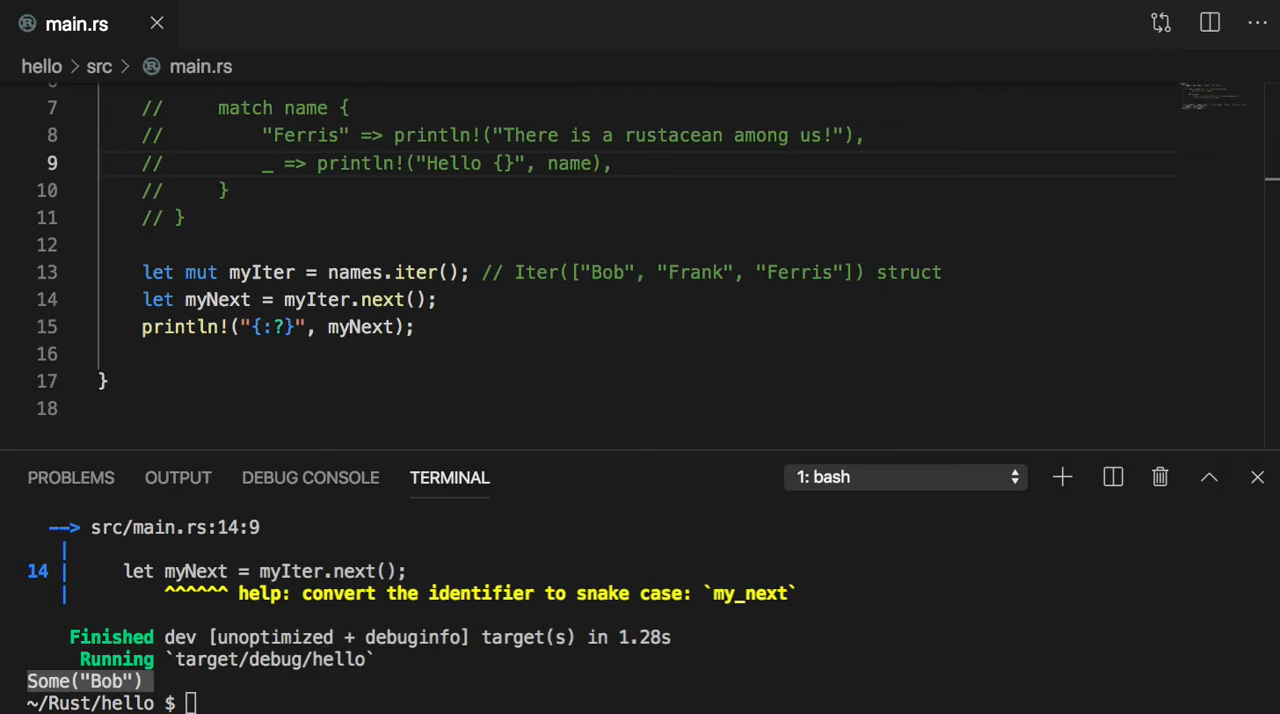 main.rs
hello > src > main.rs
7 // match name {
8 // "Ferris" => println!("There is a rustacean among us!"),
9 // _ => println!("Hello {}", name),
10 // }
11 // }
12
13 let mut myIter = names.iter(); // Iter(["Bob", "Frank", "Ferris"]) struct
14 let myNext = myIter.next();
15 println!("{:?}", myNext);
16
17 }
18
PROBLEMS OUTPUT DEBUG CONSOLE TERMINAL 1: bash
--> src/main.rs:14:9
|
14 | let myNext = myIter.next();
| ^^^^^^ help: convert the identifier to snake case: `my_next`
Finished dev [unoptimized + debuginfo] target(s) in 1.28s
Running `target/debug/hello`
Some("Bob")
~/Rust/hello $